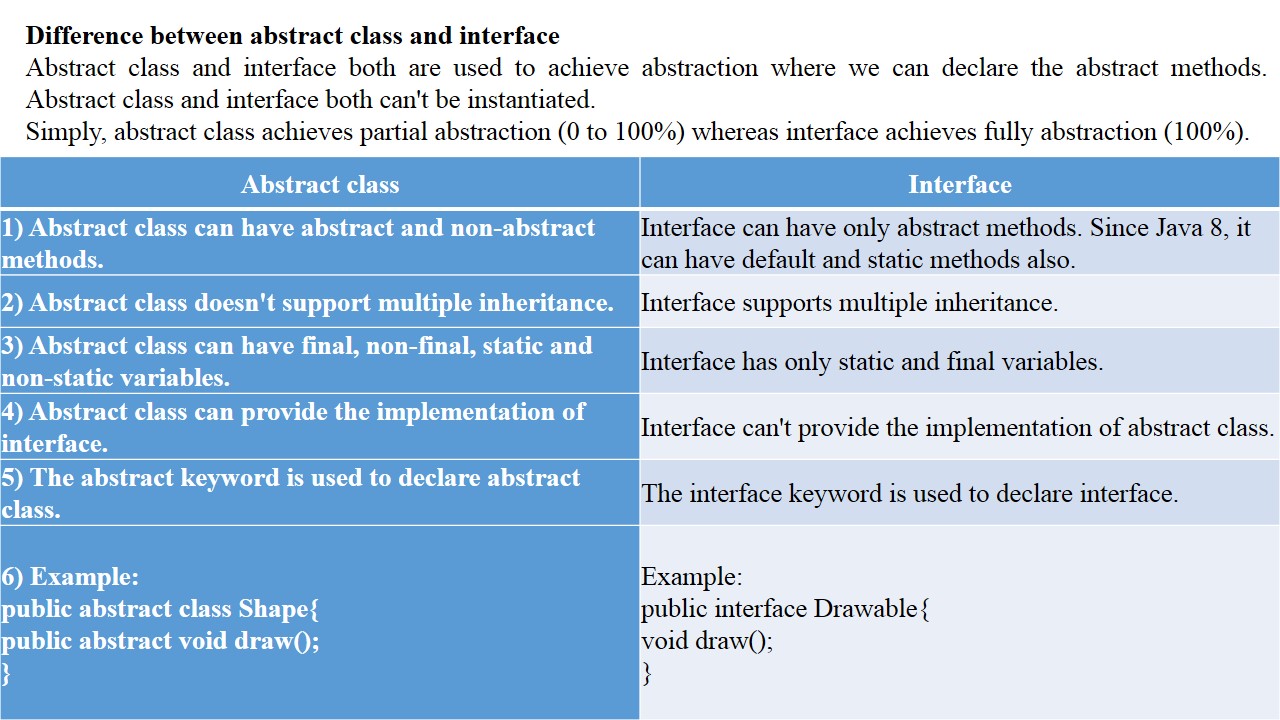 Difference between abstract class and interface
Abstract class and interface both are used to achieve abstraction where we can declare the abstract methods.
Abstract class and interface both can't be instantiated.
Simply, abstract class achieves partial abstraction (0 to 100%) whereas interface achieves fully abstraction (100%).
Abstract class
Interface
1) Abstract class can have abstract and non-abstract
methods.
Interface can have only abstract methods. Since Java 8, it
can have default and static methods also.
2) Abstract class doesn't support multiple inheritance.
Interface supports multiple inheritance.
3) Abstract class can have final, non-final, static and
non-static variables.
Interface has only static and final variables.
4) Abstract class can provide the implementation of
interface.
Interface can't provide the implementation of abstract class.
5) The abstract keyword is used to declare abstract
class.
The interface keyword is used to declare interface.
6) Example:
public abstract class Shape{
public abstract void draw();
}
Example:
public interface Drawable{
void draw();
}